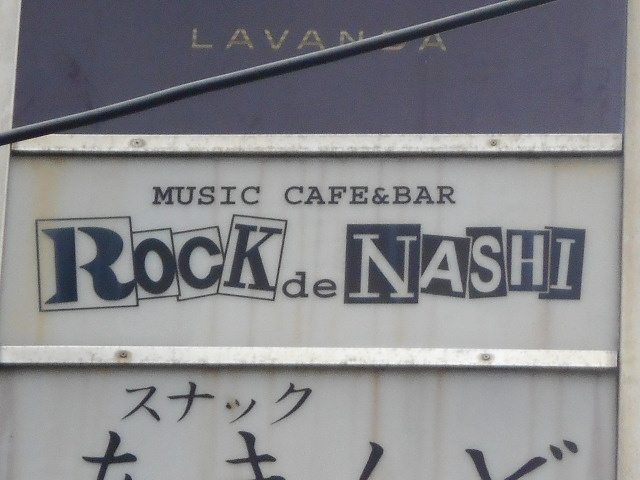 LAVANDA
MUSIC CAFE&BAR
ROCK de NASHI
スナック